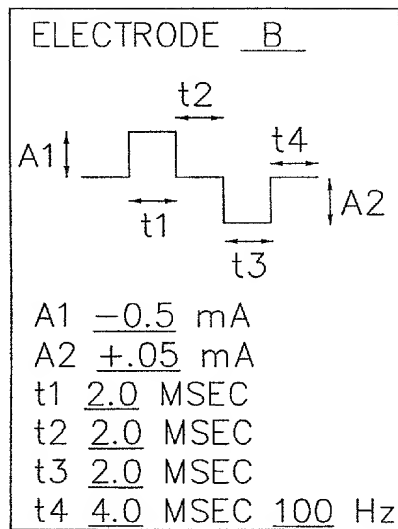 ELECTRODE B
t2
A1
t4
t1
A2
t3
A1 -0.5 mA
A2 +.05 mA
t1 2.0 MSEC
t2 2.0 MSEC
t3 2.0 MSEC
t4 4.0 MSEC 100 Hz